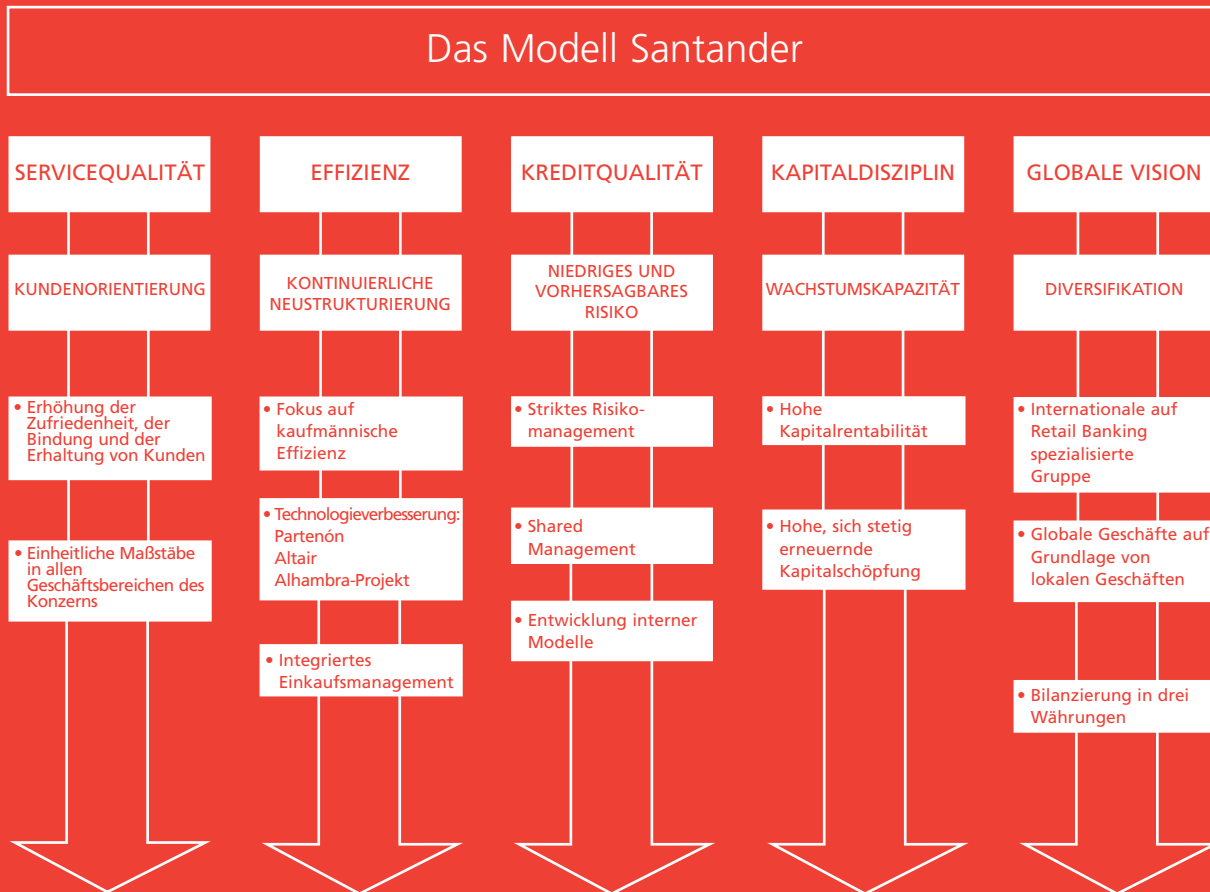 Das Modell Santander
SERVICEQUALITÄT
KUNDENORIENTIERUNG
• Erhöhung der
Zufriedenheit, der
Bindung und der
Erhaltung von Kunden
• Einheitliche Maßstäbe
in allen
Geschäftsbereichen des
Konzerns
EFFIZIENZ
KONTINUIERLICHE
NEUSTRUKTURIERUNG
• Fokus auf
kaufmännische
Effizienz
• Technologieverbesserung:
Partenón
Altair
Alhambra-Projekt
• Integriertes
Einkaufsmanagement
KREDITQUALITÄT
NIEDRIGES UND
VORHERSAGBARES
RISIKO
• Striktes Risiko-
management
• Shared
Management
• Entwicklung interner
Modelle
KAPITALDISZIPLIN
WACHSTUMSKAPAZITÄT
• Hohe
Kapitalrentabilität
• Hohe, sich stetig
erneuernde
Kapitalschöpfung
GLOBALE VISION
DIVERSIFIKATION
• Internationale auf
Retail Banking
spezialisierte
Gruppe
• Globale Geschäfte auf
Grundlage von
lokalen Geschäften
• Bilanzierung in drei
Währungen